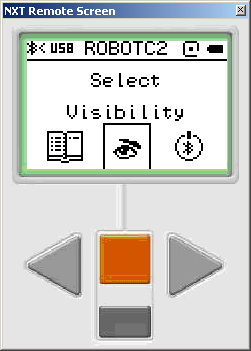 NXT Remote Screen
USB ROBOTC2
Select
Visibility